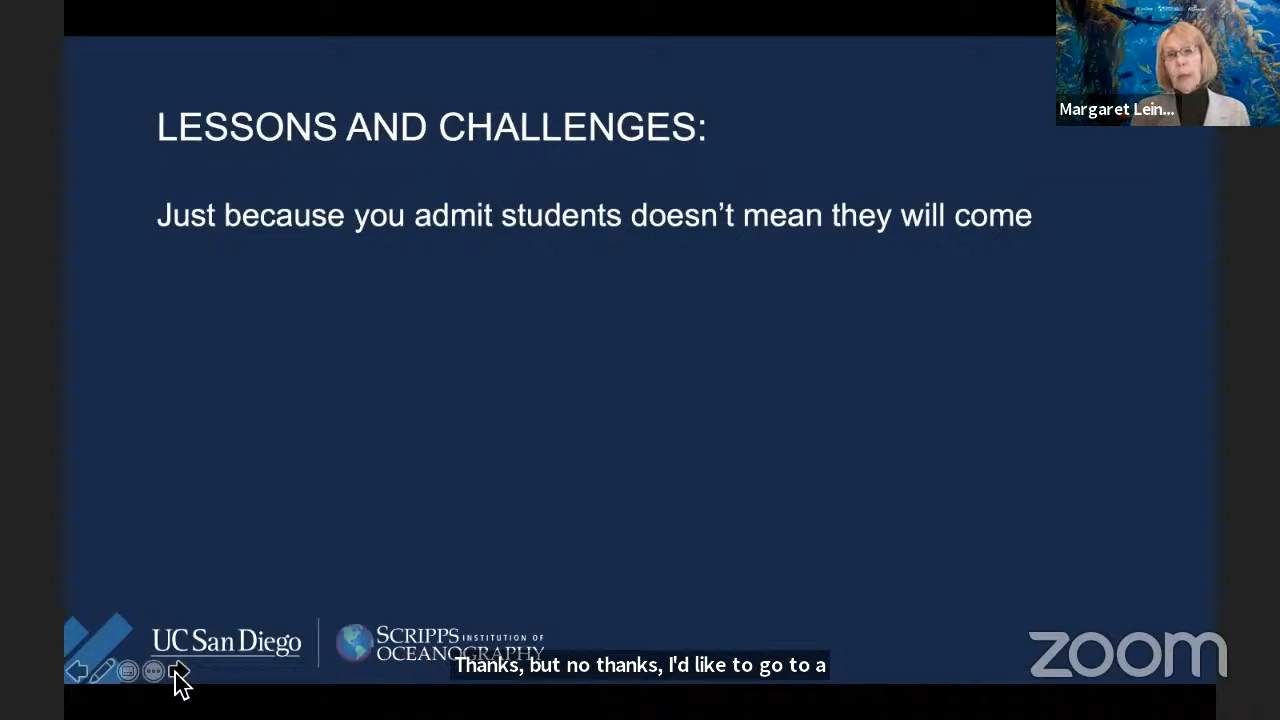 Margaret Lein...
LESSONS AND CHALLENGES:
Just because you admit students doesn’t mean they will come
UC San Diego
SCRIPPS INSTITUTION OF
OCEANOGRAPHY
Thanks, but no thanks, I'd like to go to a
zoom